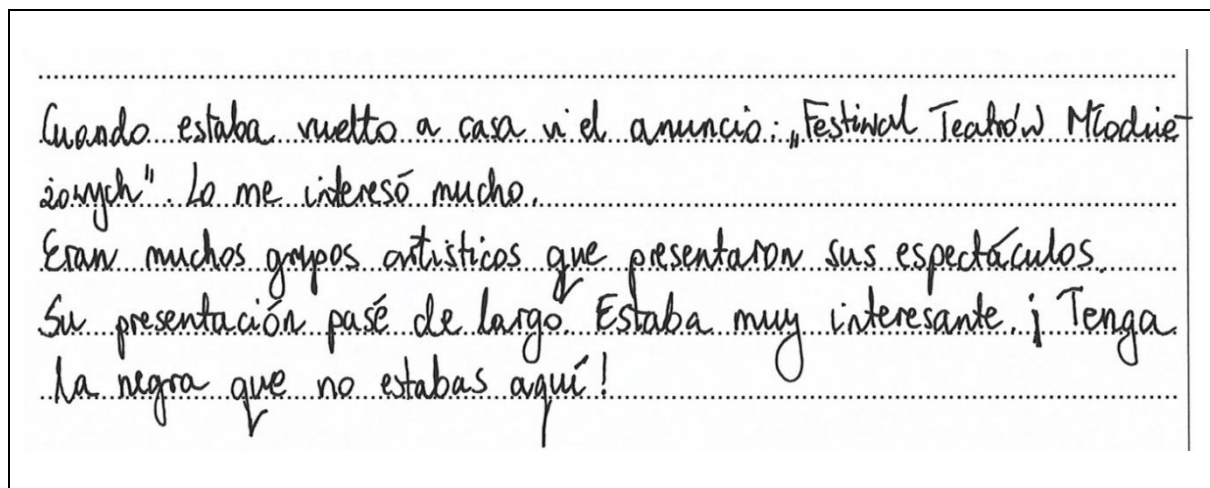 Cuando estaba vuelto a casa vi el anuncio: „Festiwal Teatrów Młodzie-
żowych". Lo me interesó mucho.
Eran muchos grupos artisticos que presentaron sus espectáculos.
Su presentación pasé de largo. Estaba muy interesante. ¡Tenga
la negra que no estabas aquí!